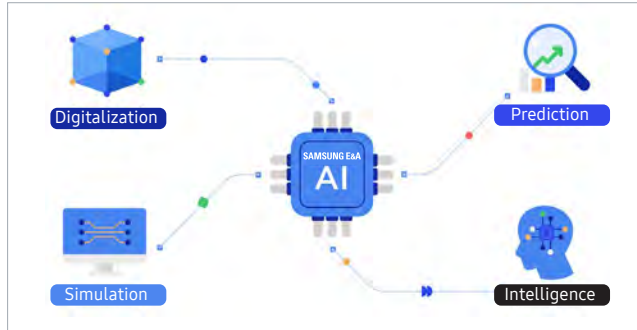 Digitalization
Prediction
SAMSUNG E&A
AI
Simulation
Intelligence